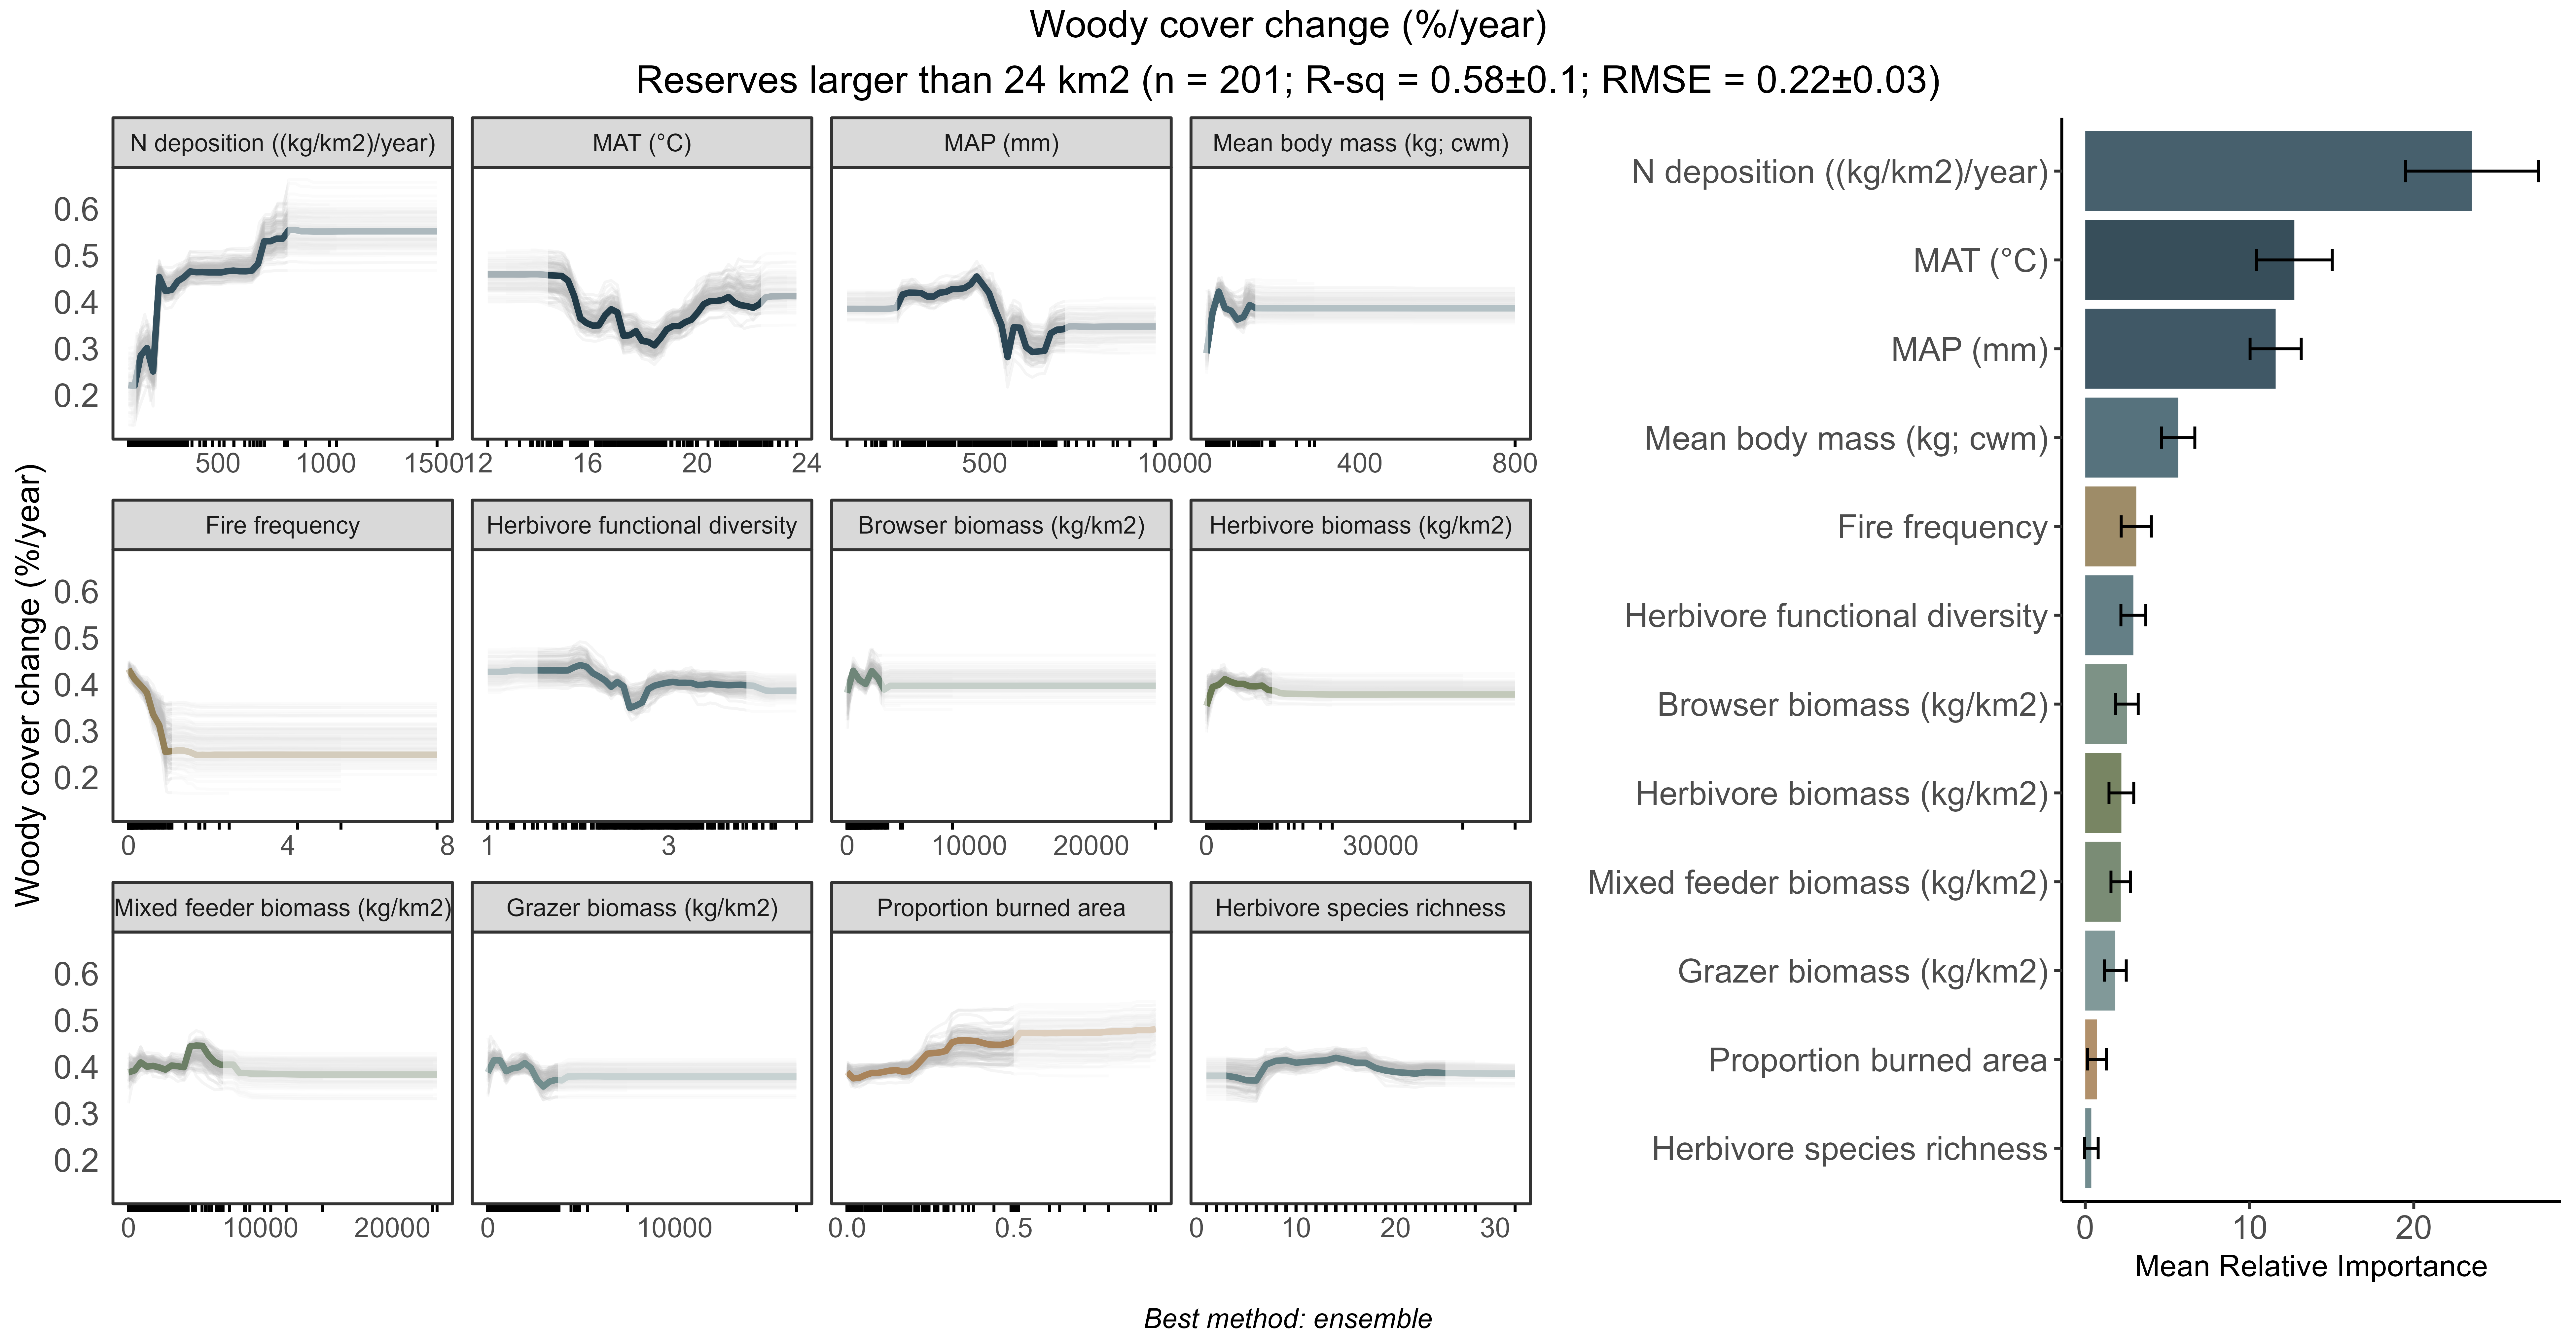 Woody cover change (%/year)
Reserves larger than 24 km2 (n = 201; R-sq = 0.58±0.1; RMSE = 0.22±0.03)
Woody cover change (%/year)
N deposition ((kg/km2)/year)
MAT (°C)
MAP (mm)
Mean body mass (kg; cwm)
0.6
0.5
0.4
0.3
0.2
500 1000 1500
12 16 20 24
500 1000
0 400 800
Fire frequency
Herbivore functional diversity
Browser biomass (kg/km2)
Herbivore biomass (kg/km2)
0.6
0.5
0.4
0.3
0.2
0 4 8
1 3
0 10000 20000
0 30000
Mixed feeder biomass (kg/km2)
Grazer biomass (kg/km2)
Proportion burned area
Herbivore species richness
0.6
0.5
0.4
0.3
0.2
0 10000 20000
0 10000
0.0 0.5
0 10 20 30
N deposition ((kg/km2)/year)
MAT (°C)
MAP (mm)
Mean body mass (kg; cwm)
Fire frequency
Herbivore functional diversity
Browser biomass (kg/km2)
Herbivore biomass (kg/km2)
Mixed feeder biomass (kg/km2)
Grazer biomass (kg/km2)
Proportion burned area
Herbivore species richness
0 10 20
Mean Relative Importance
Best method: ensemble